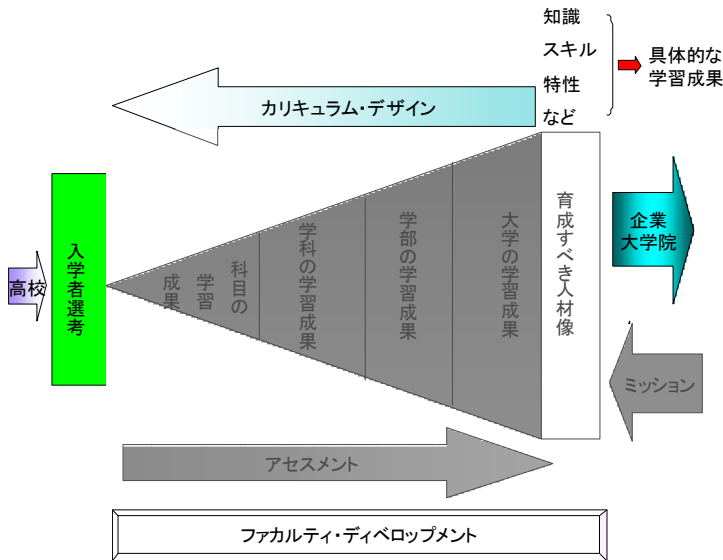 知識
スキル
特性
など
具体的な
学習成果
カリキュラム・デザイン
高校
入学者選考
科目の
学習
成果
学科の学習成果
学部の学習成果
大学の学習成果
育成すべき人材像
企業
大学院
ミッション
アセスメント
ファカルティ・ディベロップメント